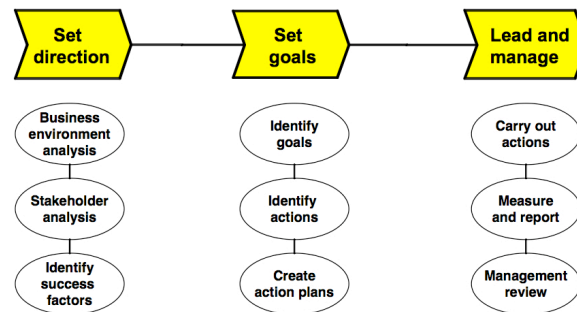 Set
direction
Set
goals
Lead and
manage
Business
environment
analysis
Stakeholder
analysis
Identify
success
factors
Identify
goals
Identify
actions
Create
action plans
Carry out
actions
Measure
and report
Management
review